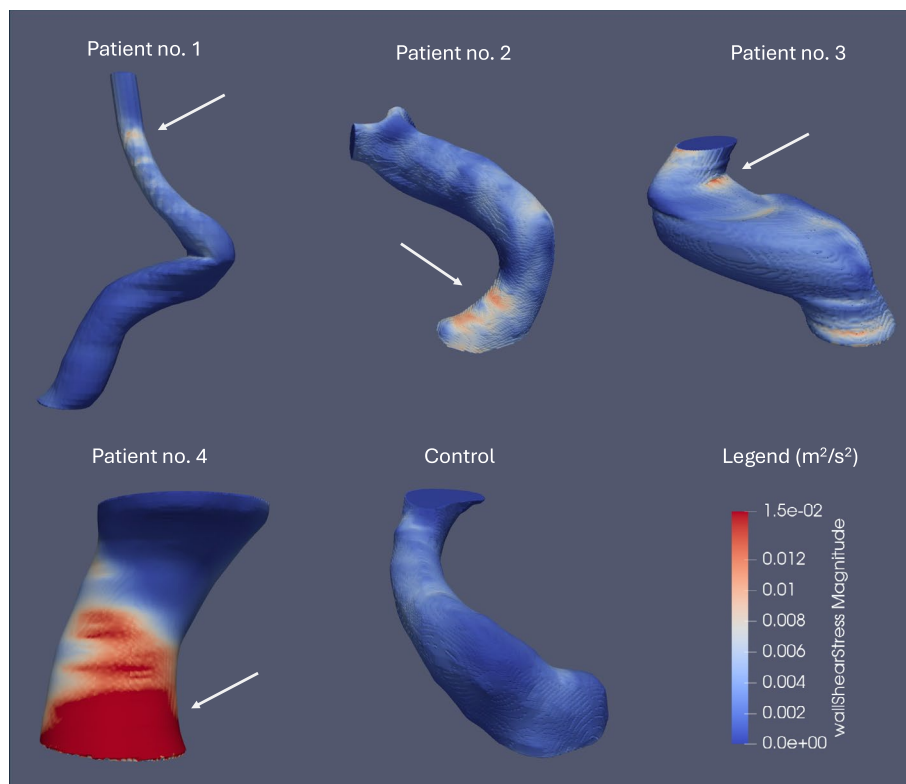 Patient no. 1
Patient no. 2
Patient no. 3
Patient no. 4
Control
Legend (m²/s²)
1.5e-02
0.012
0.01
0.008
0.006
0.004
0.002
0.0e+00
wallShearStress Magnitude